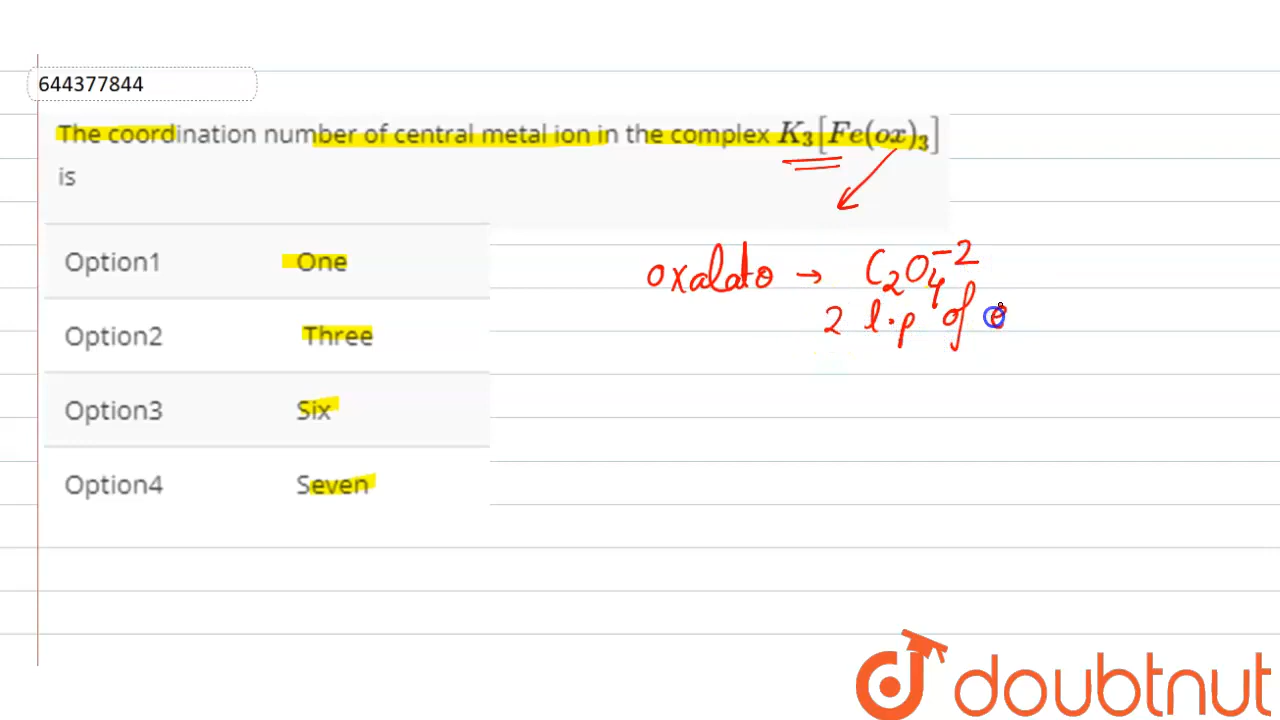 644377844
The coordination number of central metal ion in the complex K₃[Fe(ox)₃]
is
Option1 One
Option2 Three
Option3 Six
Option4 Seven
oxalato → C₂O₄⁻²
2 l.p of e
doubtnut